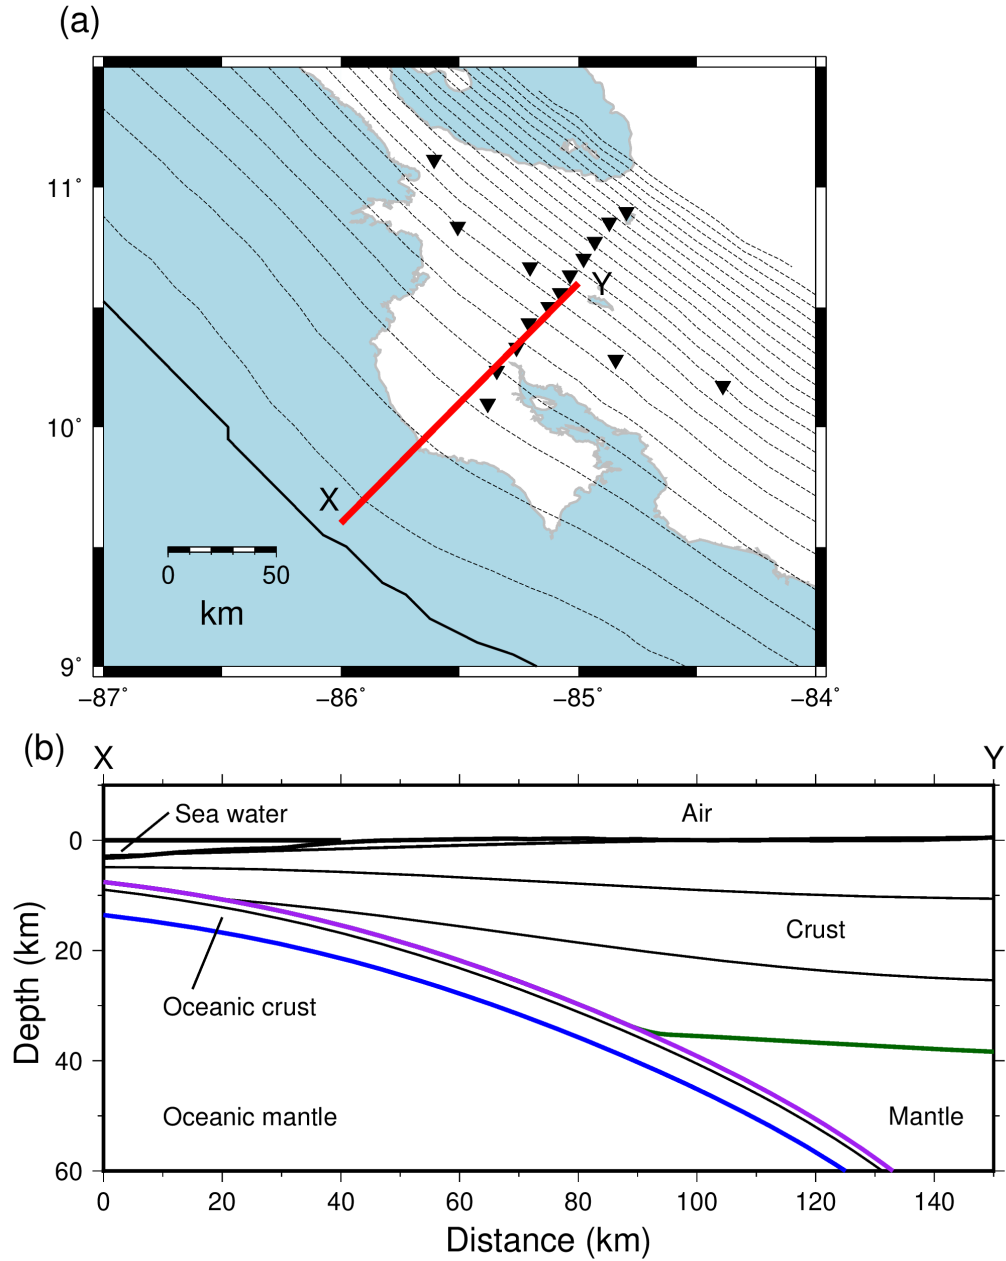 (a)
11°
10°
9°
X
Y
0 50
km
−87° −86° −85° −84°
(b)
X Y
Sea water
Air
Crust
Oceanic crust
Oceanic mantle
Mantle
0
20
40
60
Depth (km)
0 20 40 60 80 100 120 140
Distance (km)